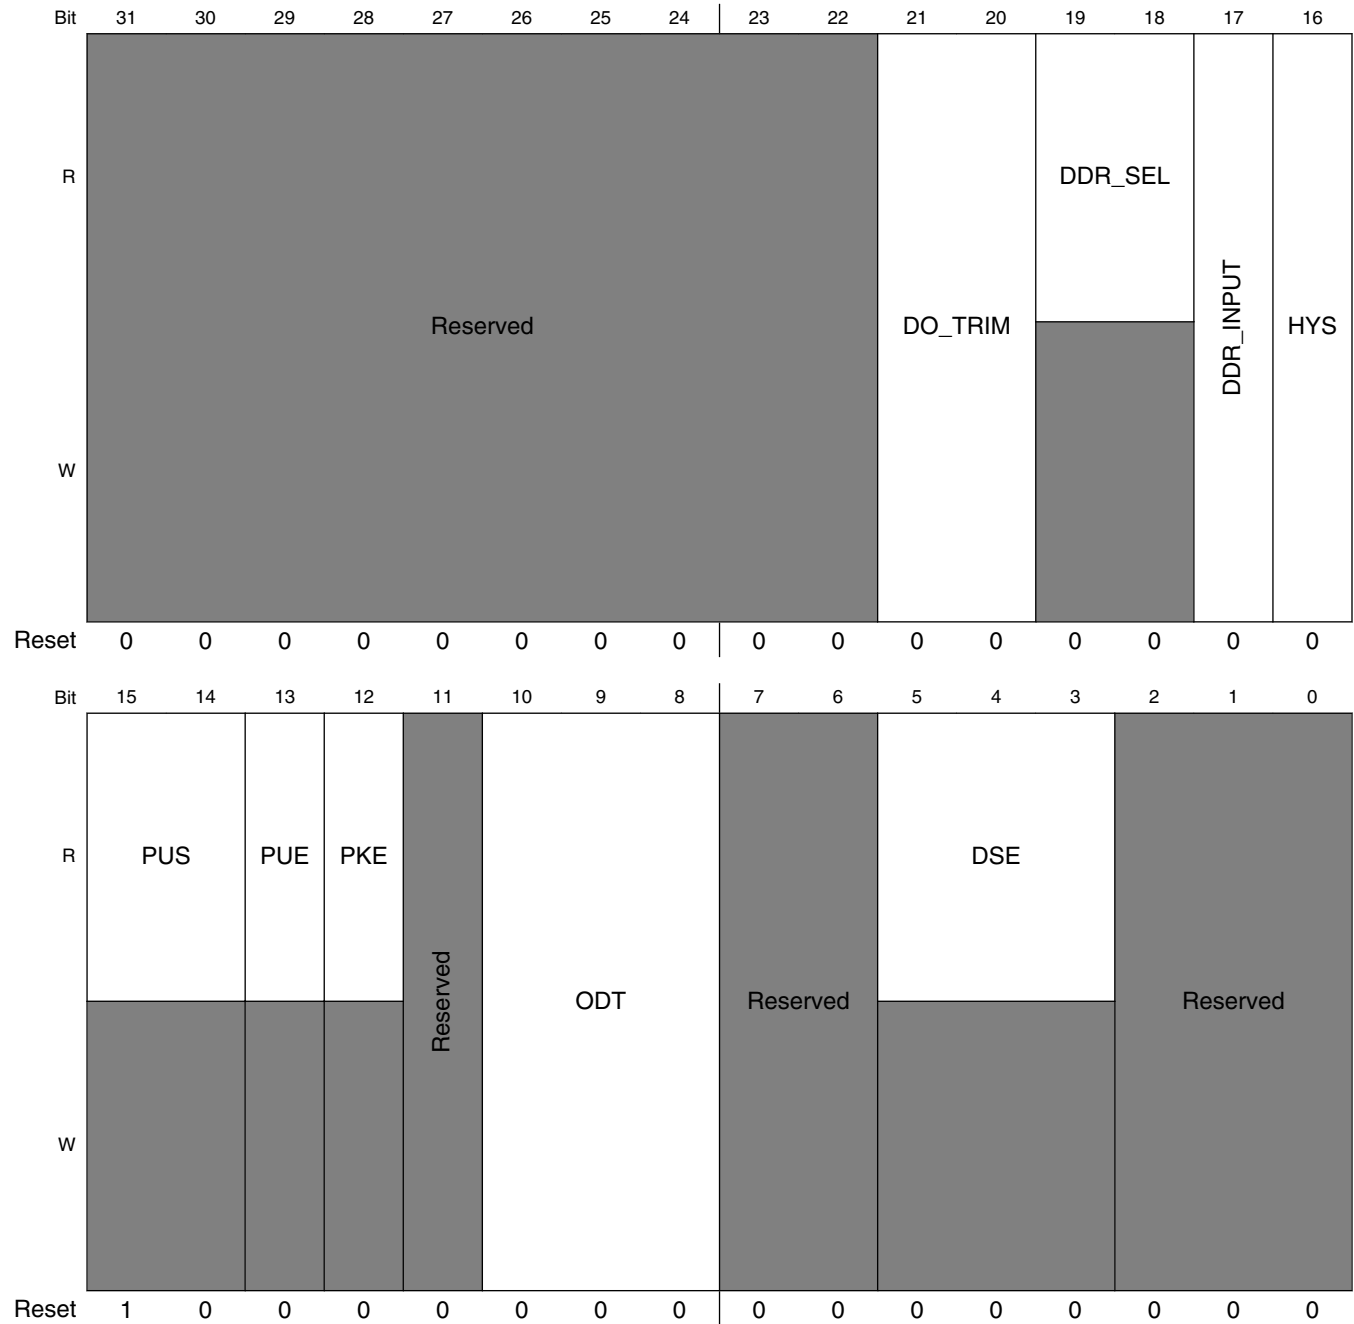 Bit 31 30 29 28 27 26 25 24 23 22 21 20 19 18 17 16
R DDR_SEL
Reserved DO_TRIM DDR_INPUT HYS
W
Reset 0 0 0 0 0 0 0 0 0 0 0 0 0 0 0 0
Bit 15 14 13 12 11 10 9 8 7 6 5 4 3 2 1 0
R PUS PUE PKE DSE
Reserved ODT Reserved Reserved
W
Reset 1 0 0 0 0 0 0 0 0 0 0 0 0 0 0 0